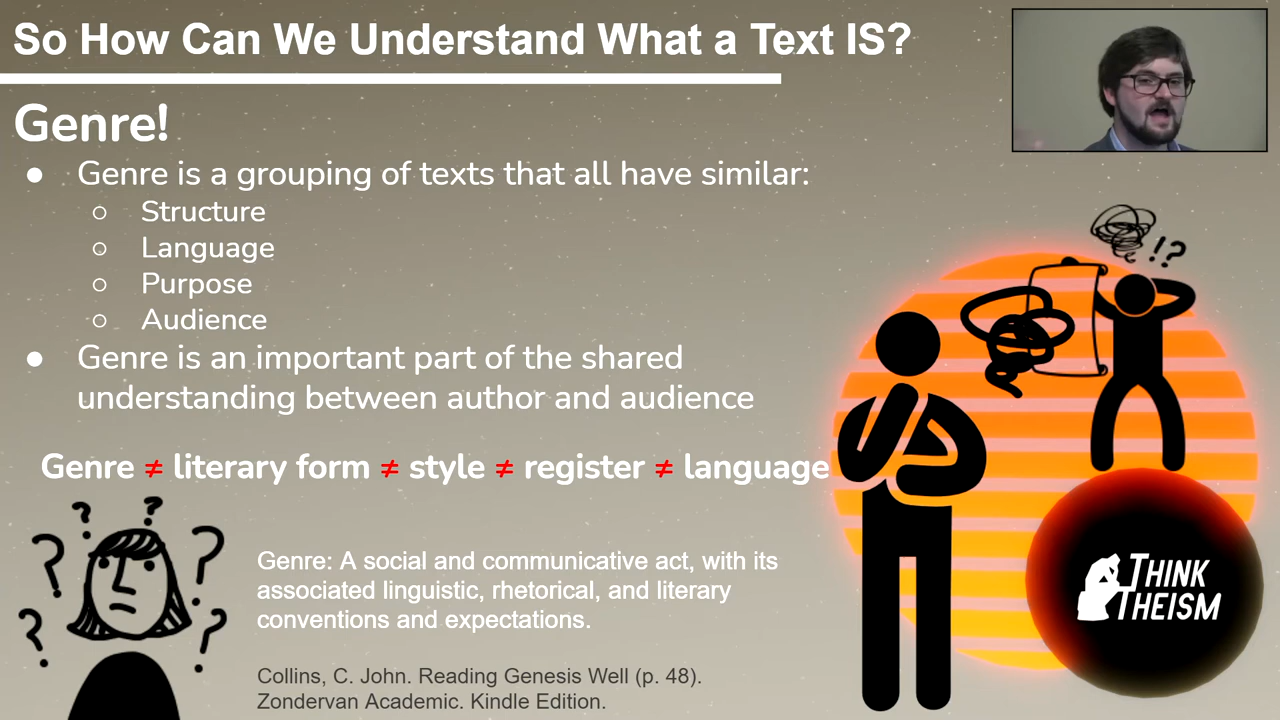 So How Can We Understand What a Text IS?
Genre!
● Genre is a grouping of texts that all have similar:
○ Structure
○ Language
○ Purpose
○ Audience
● Genre is an important part of the shared
understanding between author and audience
Genre ≠ literary form ≠ style ≠ register ≠ language
Genre: A social and communicative act, with its
associated linguistic, rhetorical, and literary
conventions and expectations.
Collins, C. John. Reading Genesis Well (p. 48).
Zondervan Academic. Kindle Edition.
!?
? ? ? ? ? ?
THINK
THEISM